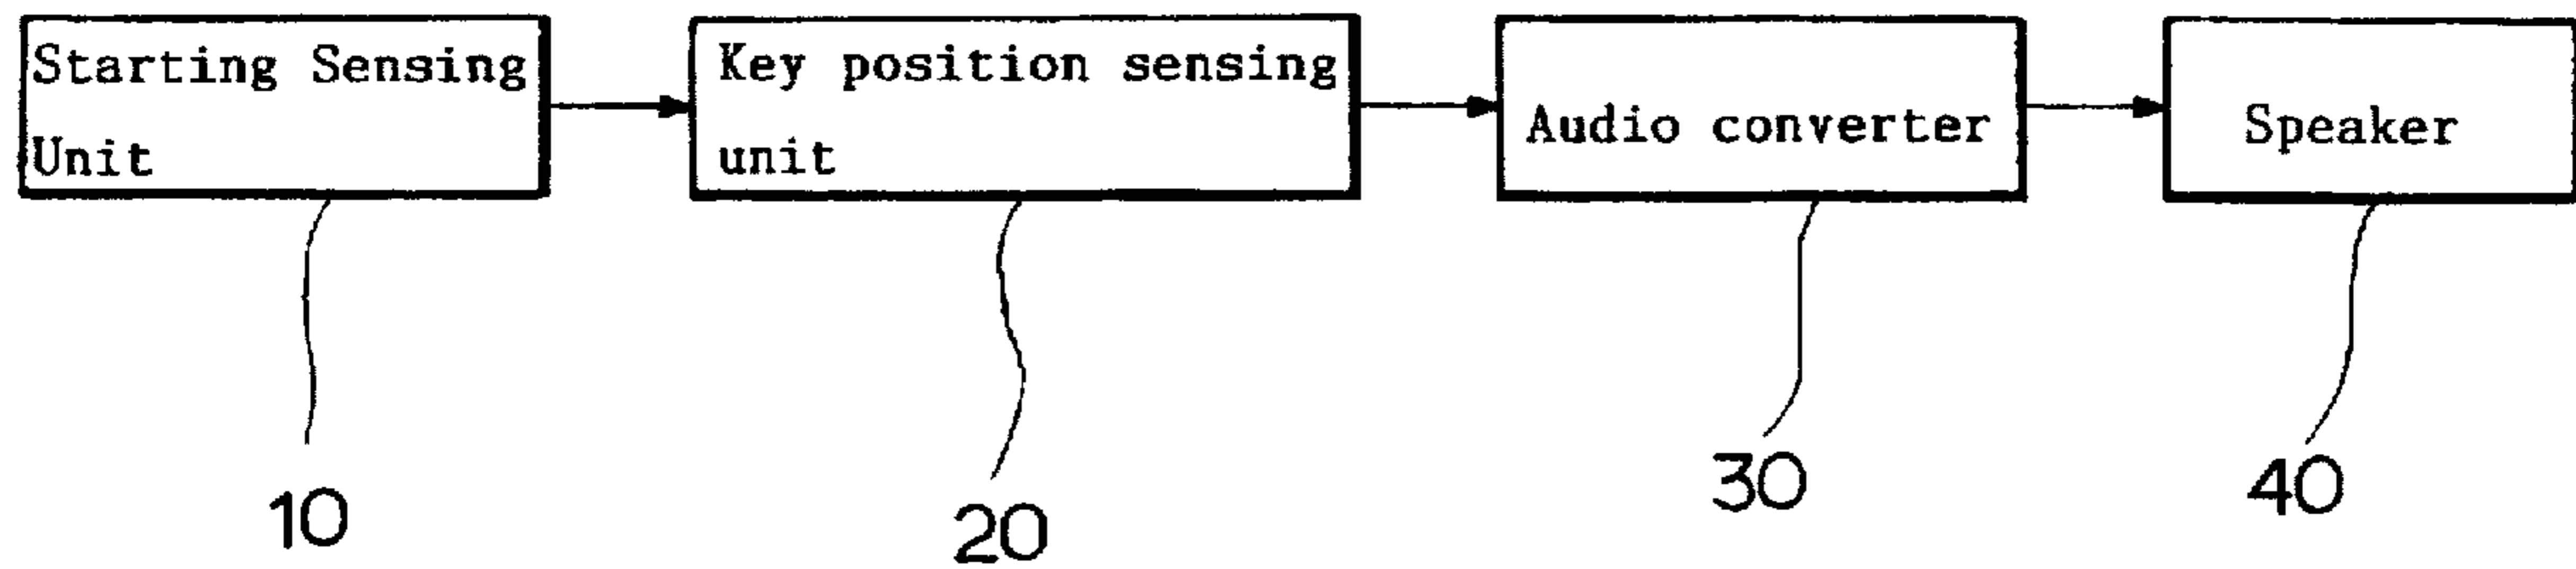 Starting Sensing
Unit
Key position sensing
unit
Audio converter
Speaker
10
20
30
40